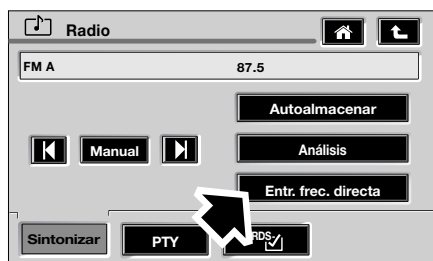 Radio
FM A 87.5
Autoalmacenar
Manual Análisis
Entr. frec. directa
Sintonizar PTY RDS-